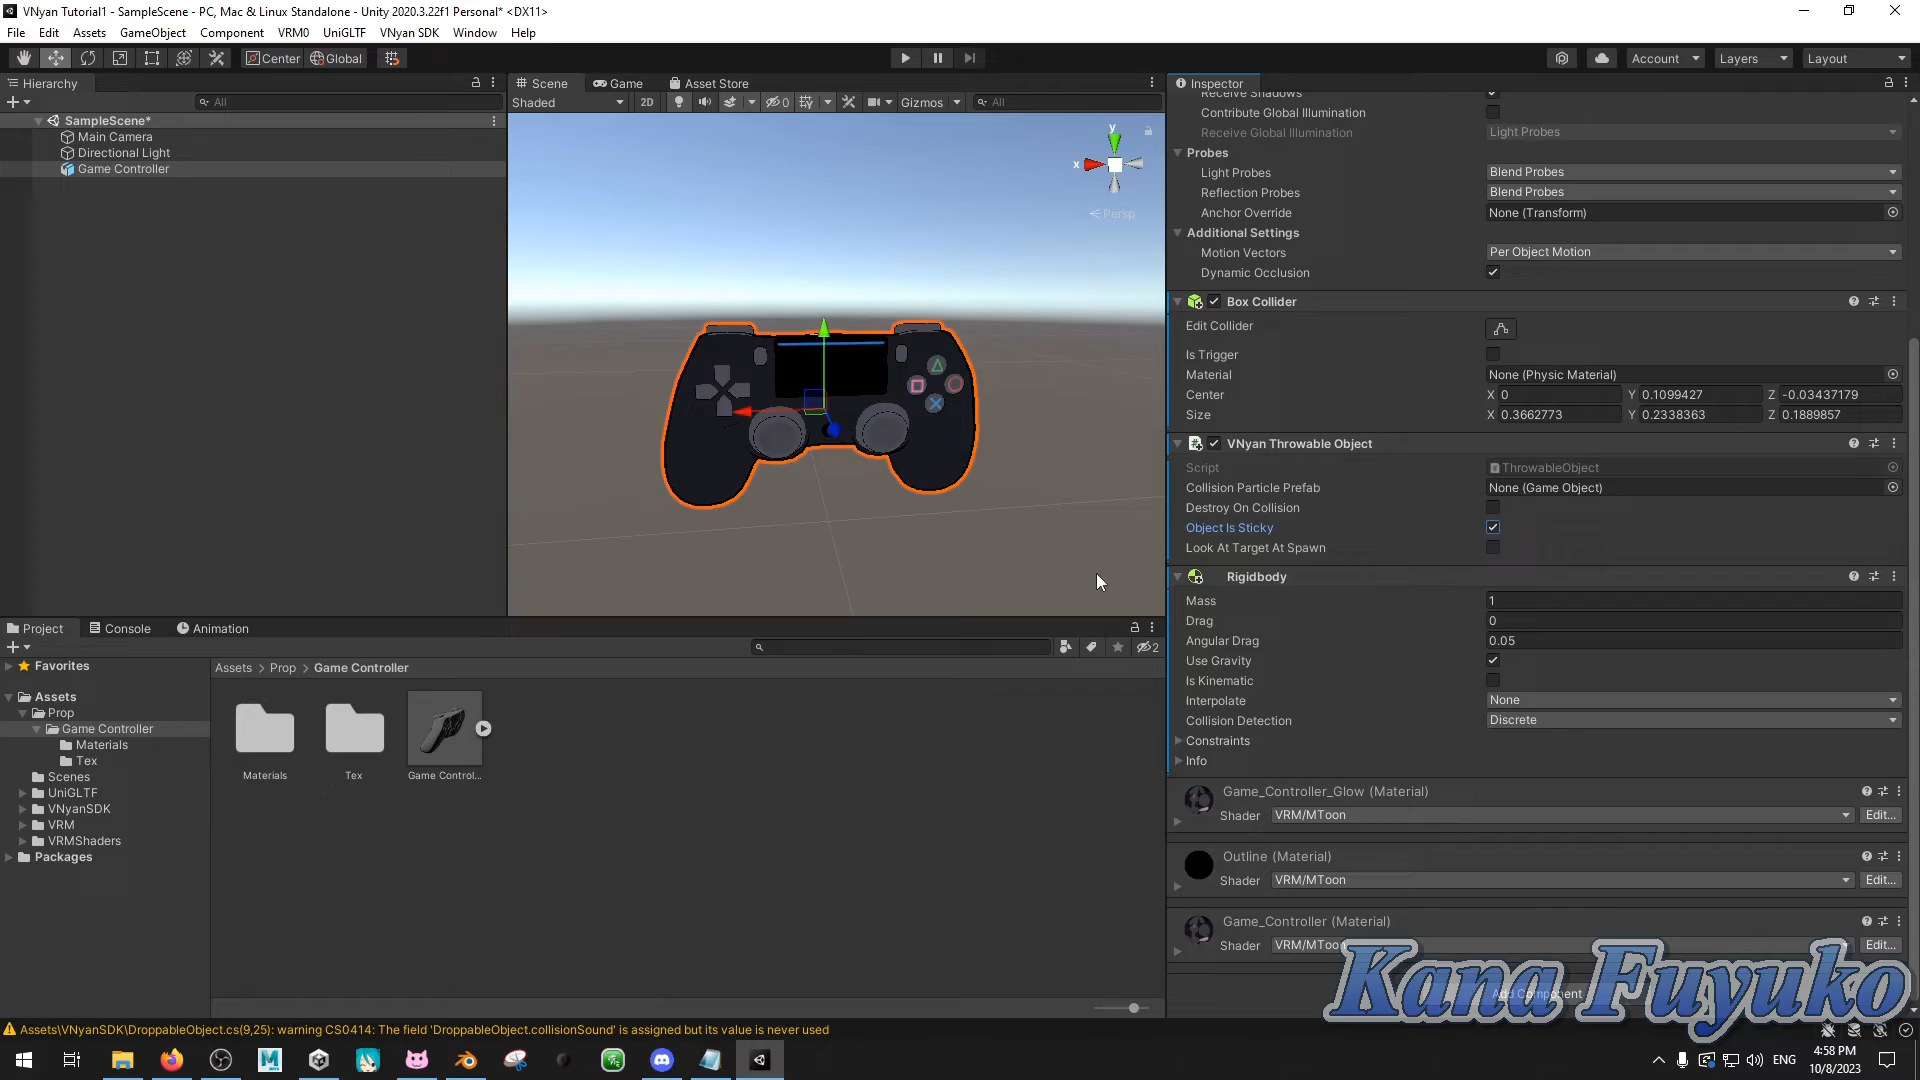 VNyan Tutorial1 - SampleScene - PC, Mac & Linux Standalone - Unity 2020.3.22f1 Personal* <DX11>
File Edit Assets GameObject Component VRM0 UniGLTF VNyan SDK Window Help
Center Global Account Layers Layout
Hierarchy
All
SampleScene*
Main Camera
Directional Light
Game Controller
Scene Game Asset Store
Shaded 2D 0 Gizmos All
y
x
Persp
Inspector
Receive Shadows
Contribute Global Illumination
Receive Global Illumination Light Probes
Probes
Light Probes Blend Probes
Reflection Probes Blend Probes
Anchor Override None (Transform)
Additional Settings
Motion Vectors Per Object Motion
Dynamic Occlusion
Box Collider
Edit Collider
Is Trigger
Material None (Physic Material)
Center X 0 Y 0.1099427 Z -0.03437179
Size X 0.3662773 Y 0.2338363 Z 0.1889857
VNyan Throwable Object
Script ThrowableObject
Collision Particle Prefab None (Game Object)
Destroy On Collision
Object Is Sticky
Look At Target At Spawn
Rigidbody
Mass 1
Drag 0
Angular Drag 0.05
Use Gravity
Is Kinematic
Interpolate None
Collision Detection Discrete
Constraints
Info
Game_Controller_Glow (Material)
Shader VRM/MToon Edit...
Outline (Material)
Shader VRM/MToon Edit...
Game_Controller (Material)
Shader VRM/MToon Edit...
Add Component
Kana Fuyuko
Project Console Animation
2
Favorites
Assets
Prop
Game Controller
Materials
Tex
Scenes
UniGLTF
VNyanSDK
VRM
VRMShaders
Packages
Assets > Prop > Game Controller
Materials Tex Game Control...
Assets\VNyanSDK\DroppableObject.cs(9,25): warning CS0414: The field 'DroppableObject.collisionSound' is assigned but its value is never used
ENG
4:58 PM
10/8/2023